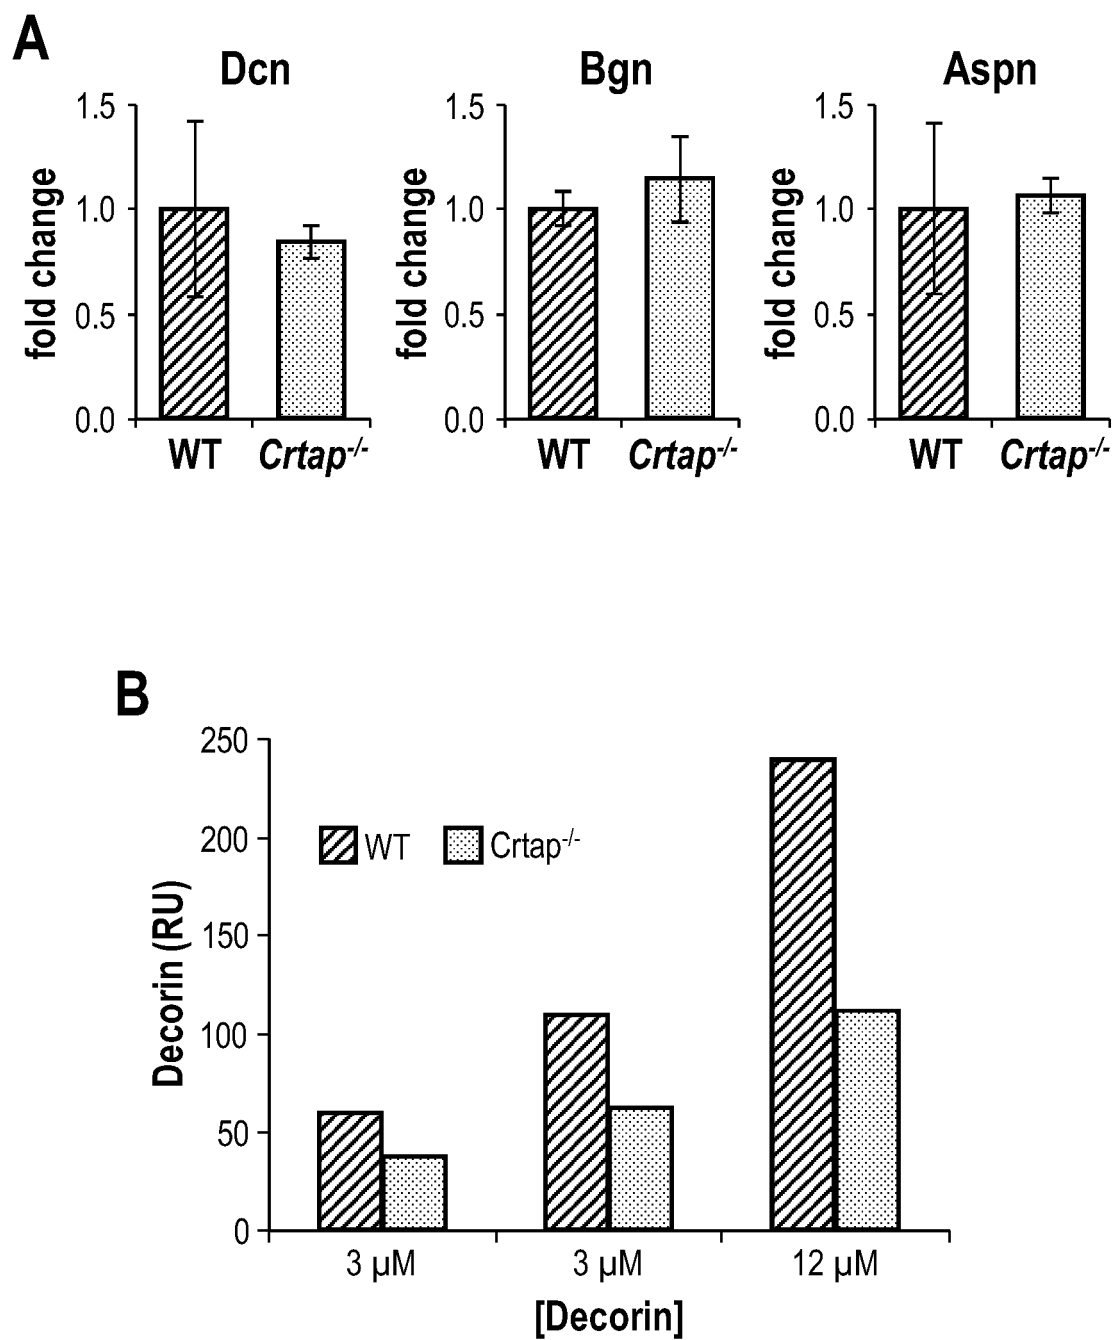 A
Dcn
Bgn
Aspn
fold change
1.5
1.0
0.5
0.0
WT
Crtap-/-
fold change
1.5
1.0
0.5
0.0
WT
Crtap-/-
fold change
1.5
1.0
0.5
0.0
WT
Crtap-/-
B
Decorin (RU)
250
200
150
100
50
0
WT
Crtap-/-
3 µM
3 µM
12 µM
[Decorin]